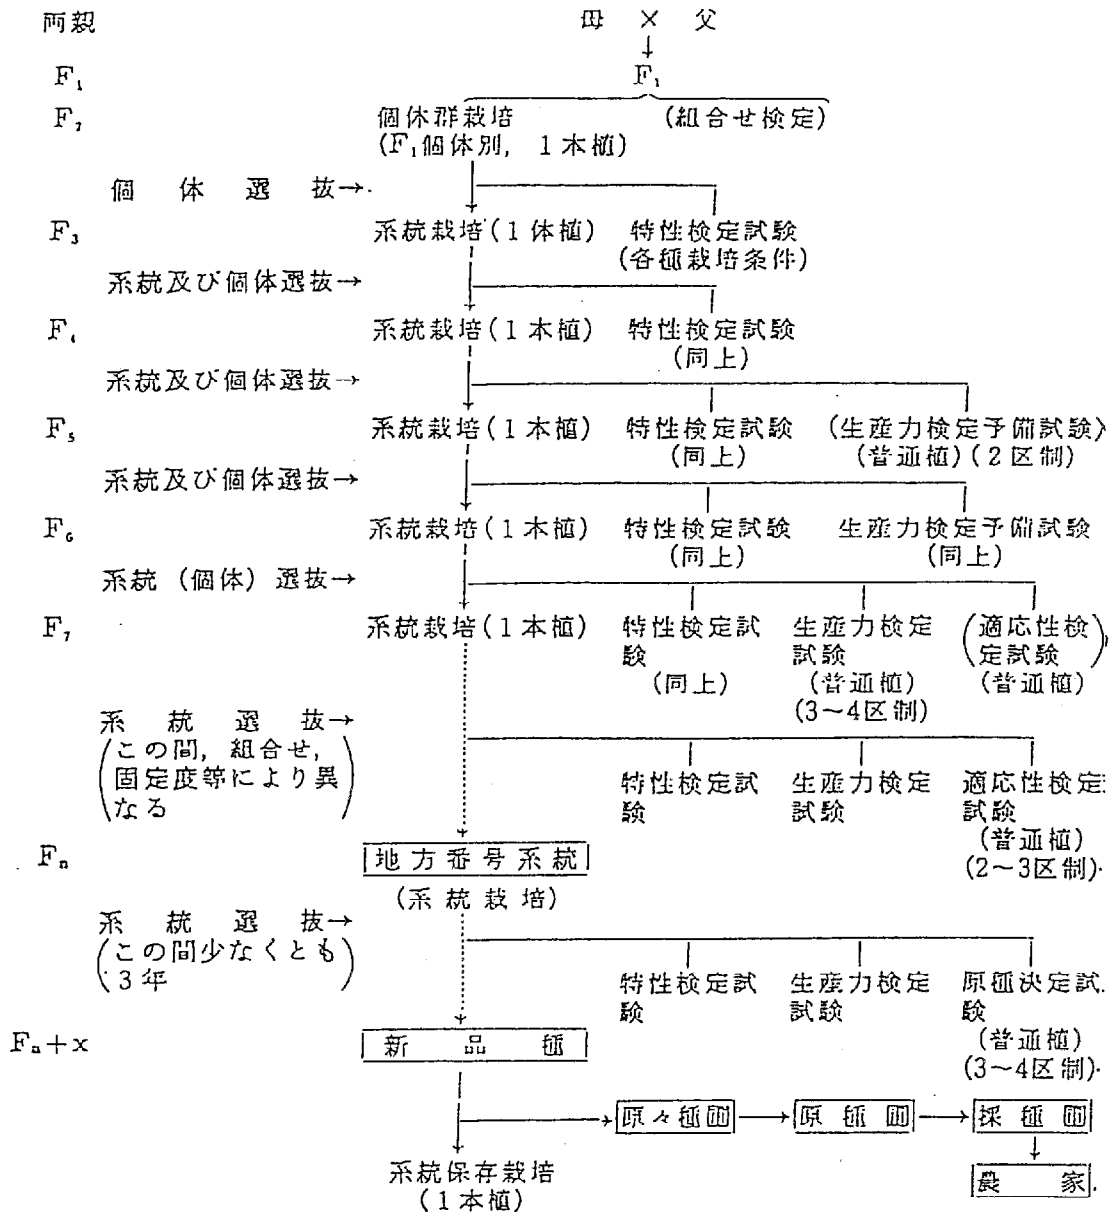 両親 母 × 父
↓
F₁ F₁
F₂ 個体群栽培 (組合せ検定)
(F₁個体別, 1本植)
個体選抜→
F₃ 系統栽培(1体植) 特性検定試験
(各種栽培条件)
系統及び個体選抜→
F₄ 系統栽培(1本植) 特性検定試験
(同上)
系統及び個体選抜→
F₅ 系統栽培(1本植) 特性検定試験 (生産力検定予備試験)
(同上) (普通植)(2区制)
系統及び個体選抜→
F₆ 系統栽培(1本植) 特性検定試験 生産力検定予備試験
(同上) (同上)
系統(個体)選抜→
F₇ 系統栽培(1本植) 特性検定試 生産力検定 (適応性検
験 試験 定試験)
(同上) (普通植) (普通植)
(3~4区制)
系統選抜→
(この間, 組合せ,
固定度等により異
なる)
特性検定試 生産力検定 適応性検定
験 試験 試験
(普通植)
Fn 地方番号系統 (2~3区制)
(系統栽培)
系統選抜→
(この間少なくとも
3年)
特性検定試 生産力検定 原種決定試
験 試験 験
Fn+x 新品種 (普通植)
(3~4区制)
原々種圃→原種圃→採種圃
↓
系統保存栽培 農家
(1本植)